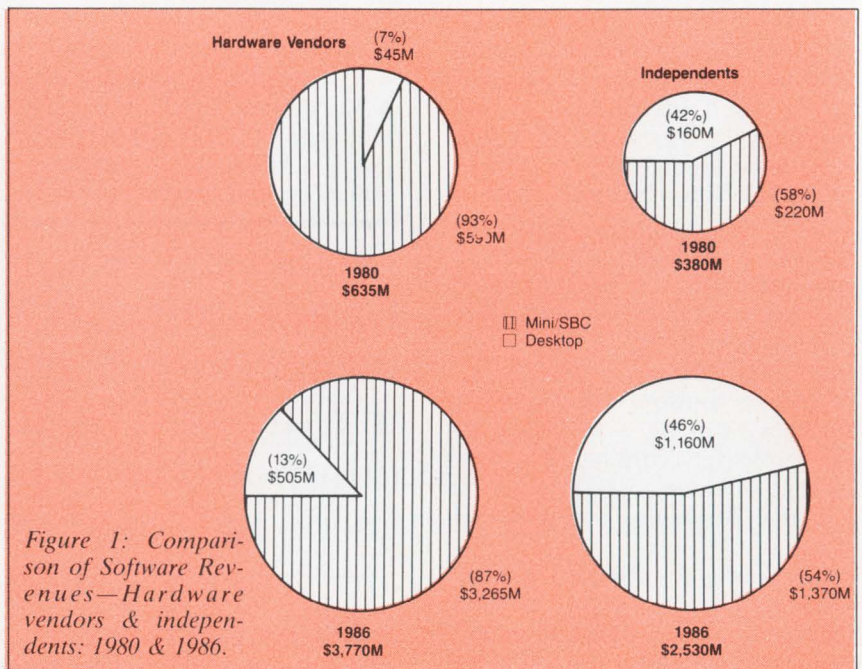 Hardware Vendors
(7%)
$45M
(93%)
1980
$635M
Independents
(42%)
$160M
(58%)
$220M
1980
$380M
Mini/SBC
Desktop
(13%)
$505M
(87%)
$3,265M
1986
$3,770M
(46%)
$1,160M
(54%)
$1,370M
1986
$2,530M
Figure 1: Compari-
son of Software Rev-
enues—Hardware
vendors & indepen-
dents: 1980 & 1986.